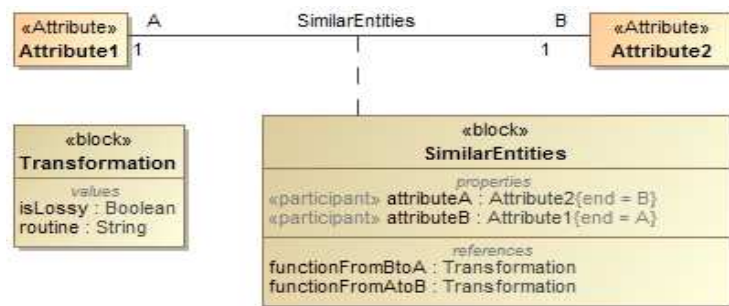 «Attribute»
Attribute1
A
1
SimilarEntities
B
1
«Attribute»
Attribute2
«block»
Transformation
values
isLossy : Boolean
routine : String
«block»
SimilarEntities
properties
«participant» attributeA : Attribute2{end = B}
«participant» attributeB : Attribute1{end = A}
references
functionFromBtoA : Transformation
functionFromAtoB : Transformation